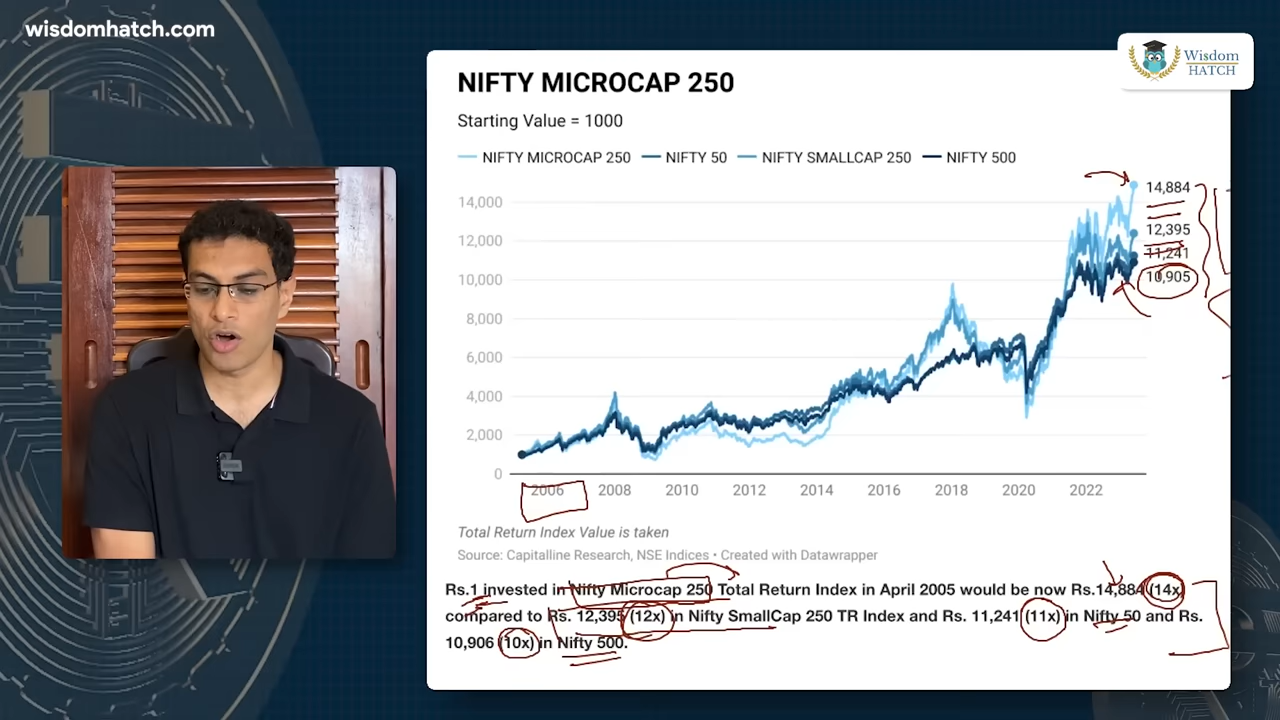 wisdomhatch.com
Wisdom
HATCH
NIFTY MICROCAP 250
Starting Value = 1000
NIFTY MICROCAP 250 NIFTY 50 NIFTY SMALLCAP 250 NIFTY 500
14,884
14,000
12,395
12,000
11,241
10,000
10,905
8,000
6,000
4,000
2,000
0
2006 2008 2010 2012 2014 2016 2018 2020 2022
Total Return Index Value is taken
Source: Capitalline Research, NSE Indices • Created with Datawrapper
Rs.1 invested in Nifty Microcap 250 Total Return Index in April 2005 would be now Rs.14,884 (14x)
compared to Rs. 12,395 (12x) in Nifty SmallCap 250 TR Index and Rs. 11,241 (11x) in Nifty 50 and Rs.
10,906 (10x) in Nifty 500.